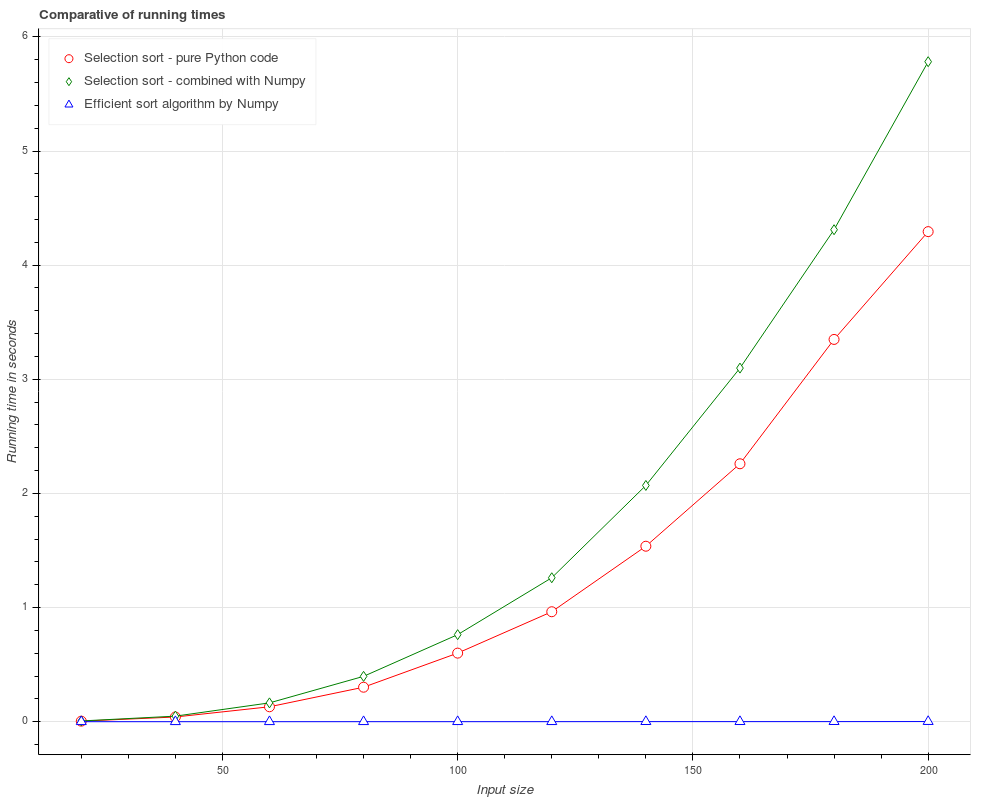 Comparative of running times
Selection sort - pure Python code
Selection sort - combined with Numpy
Efficient sort algorithm by Numpy
6
5
4
3
2
1
0
Running time in seconds
50
100
150
200
Input size